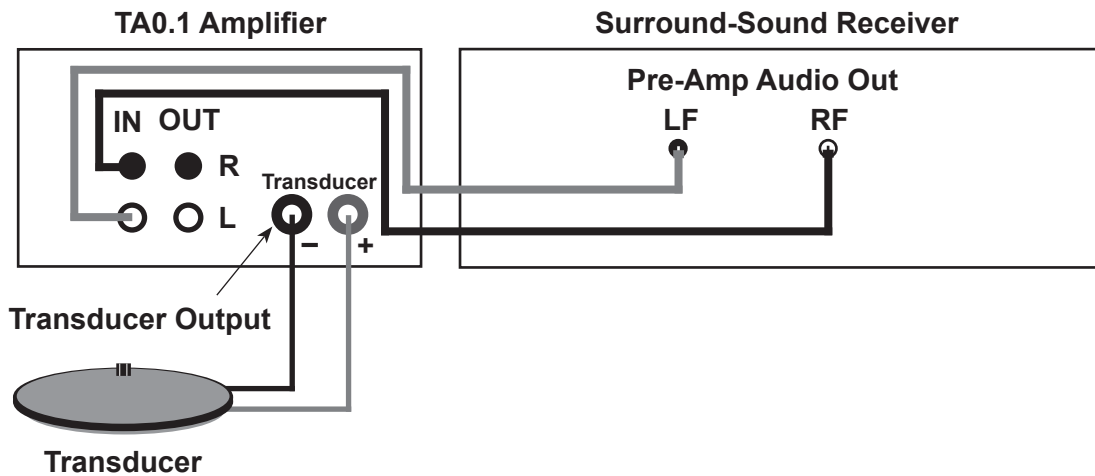 TA0.1 Amplifier
Surround-Sound Receiver
Pre-Amp Audio Out
LF RF
IN OUT
R
Transducer
L
− +
Transducer Output
Transducer